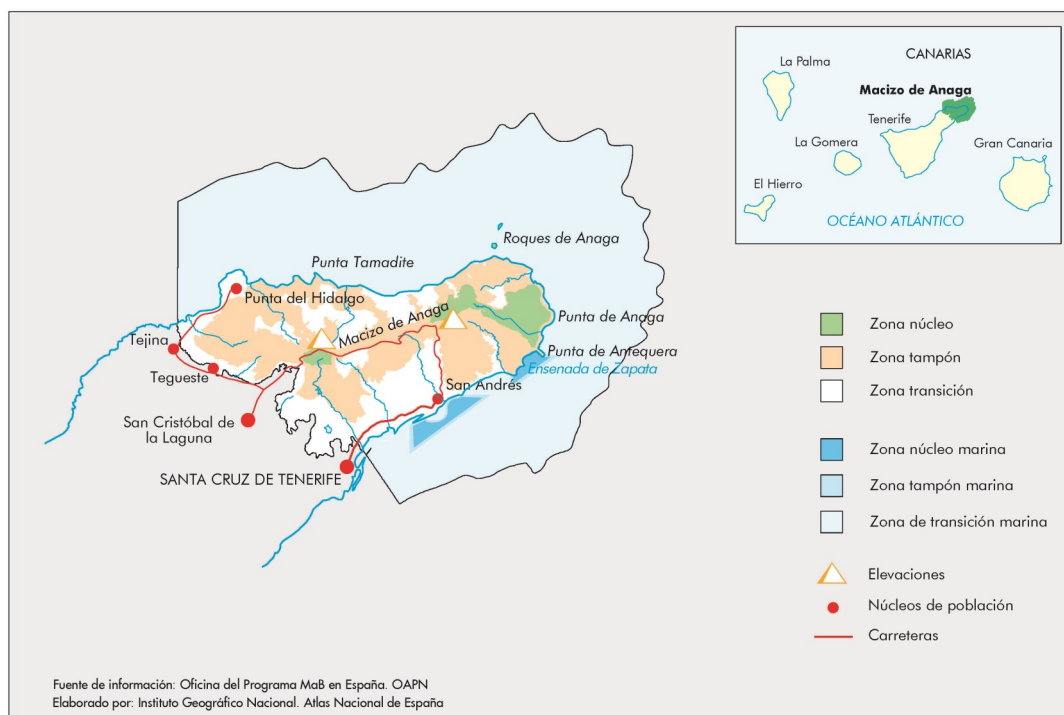 CANARIAS
La Palma
Macizo de Anaga
Tenerife
La Gomera
Gran Canaria
El Hierro
OCÉANO ATLÁNTICO
Roques de Anaga
Punta Tamadite
Punta del Hidalgo
Macizo de Anaga
Punta de Anaga
Tejina
Punta de Antequera
Ensenada de Zapata
Tegueste
San Andrés
San Cristóbal de
la Laguna
SANTA CRUZ DE TENERIFE
Zona núcleo
Zona tampón
Zona transición
Zona núcleo marina
Zona tampón marina
Zona de transición marina
Elevaciones
Núcleos de población
Carreteras
Fuente de información: Oficina del Programa MaB en España. OAPN
Elaborado por: Instituto Geográfico Nacional. Atlas Nacional de España